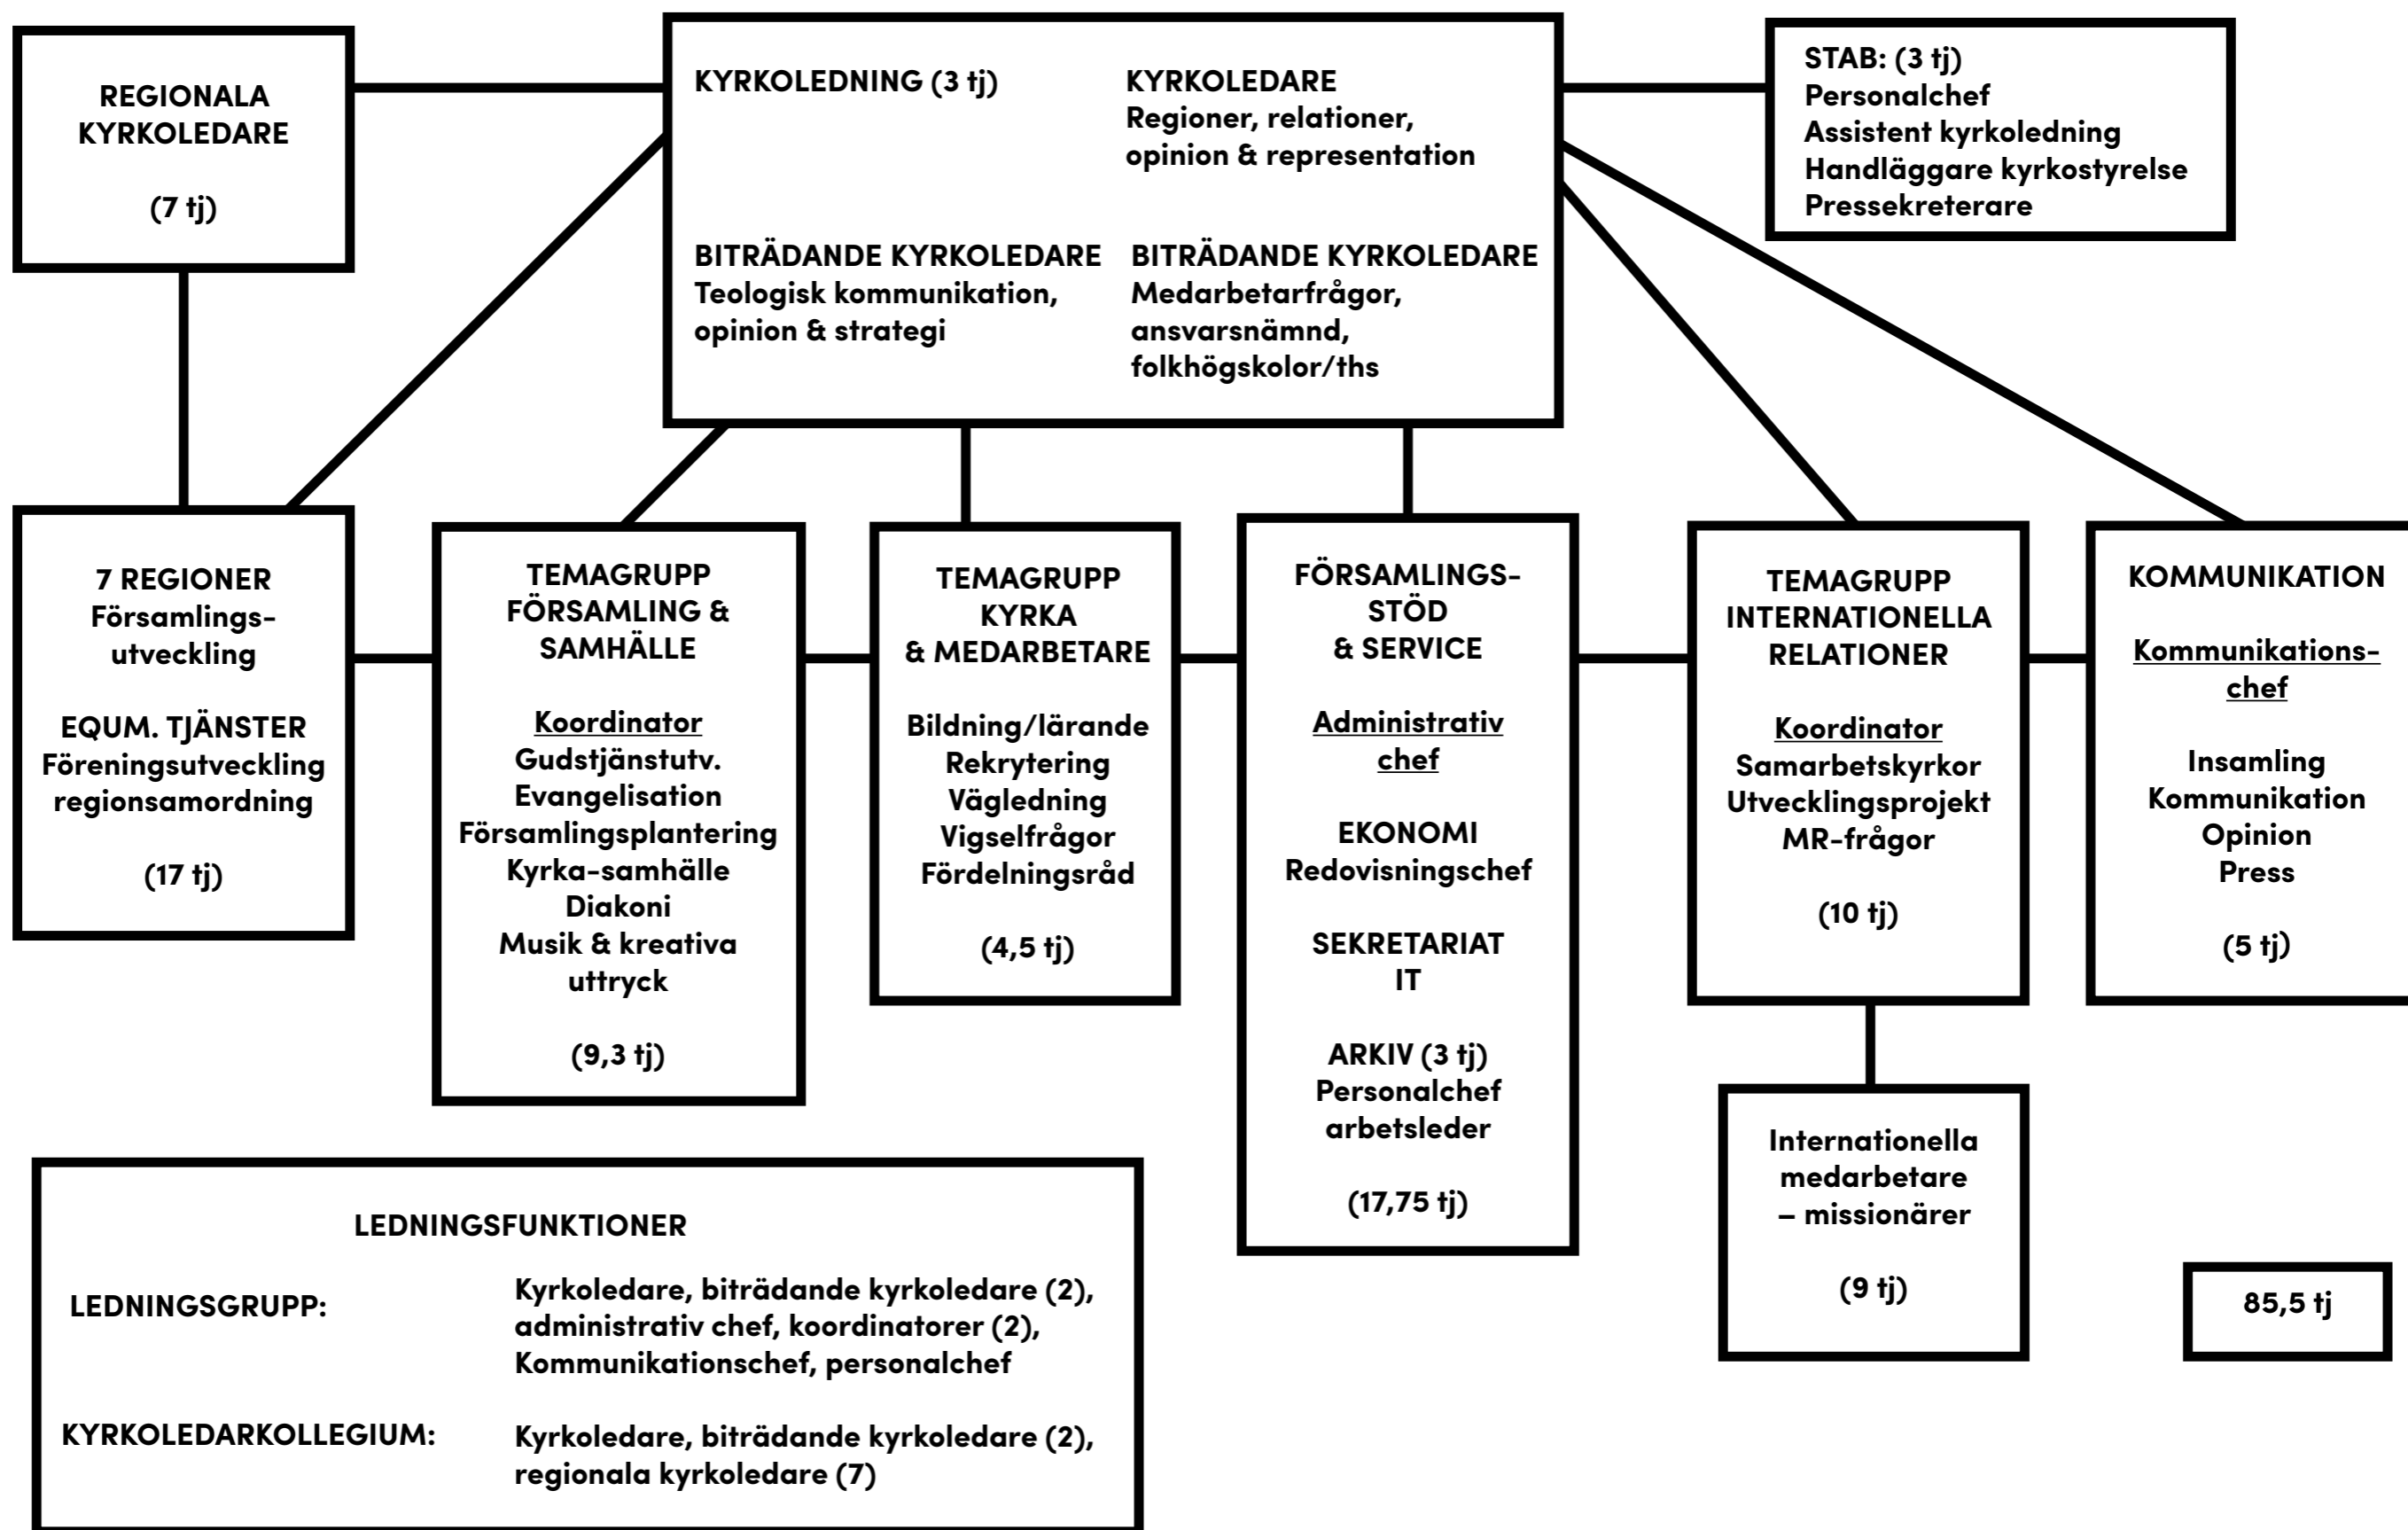 REGIONALA
KYRKOLEDARE
(7 tj)
KYRKOLEDNING (3 tj)
KYRKOLEDARE
Regioner, relationer,
opinion & representation
BITRÄDANDE KYRKOLEDARE
Teologisk kommunikation,
opinion & strategi
BITRÄDANDE KYRKOLEDARE
Medarbetarfrågor,
ansvarsnämnd,
folkhögskolor/ths
STAB: (3 tj)
Personalchef
Assistent kyrkoledning
Handläggare kyrkostyrelse
Pressekreterare
7 REGIONER
Församlings-
utveckling
EQUM. TJÄNSTER
Föreningsutveckling
regionsamordning
(17 tj)
TEMAGRUPP
FÖRSAMLING &
SAMHÄLLE
Koordinator
Gudstjänstutv.
Evangelisation
Församlingsplantering
Kyrka-samhälle
Diakoni
Musik & kreativa
uttryck
(9,3 tj)
TEMAGRUPP
KYRKA
& MEDARBETARE
Bildning/lärande
Rekrytering
Vägledning
Vigselfrågor
Fördelningsråd
(4,5 tj)
FÖRSAMLINGS-
STÖD
& SERVICE
Administrativ
chef
EKONOMI
Redovisningschef
SEKRETARIAT
IT
ARKIV (3 tj)
Personalchef
arbetsleder
(17,75 tj)
TEMAGRUPP
INTERNATIONELLA
RELATIONER
Koordinator
Samarbetskyrkor
Utvecklingsprojekt
MR-frågor
(10 tj)
KOMMUNIKATION
Kommunikations-
chef
Insamling
Kommunikation
Opinion
Press
(5 tj)
Internationella
medarbetare
– missionärer
(9 tj)
85,5 tj
LEDNINGSFUNKTIONER
LEDNINGSGRUPP:
Kyrkoledare, biträdande kyrkoledare (2),
administrativ chef, koordinatorer (2),
Kommunikationschef, personalchef
KYRKOLEDARKOLLEGIUM:
Kyrkoledare, biträdande kyrkoledare (2),
regionala kyrkoledare (7)